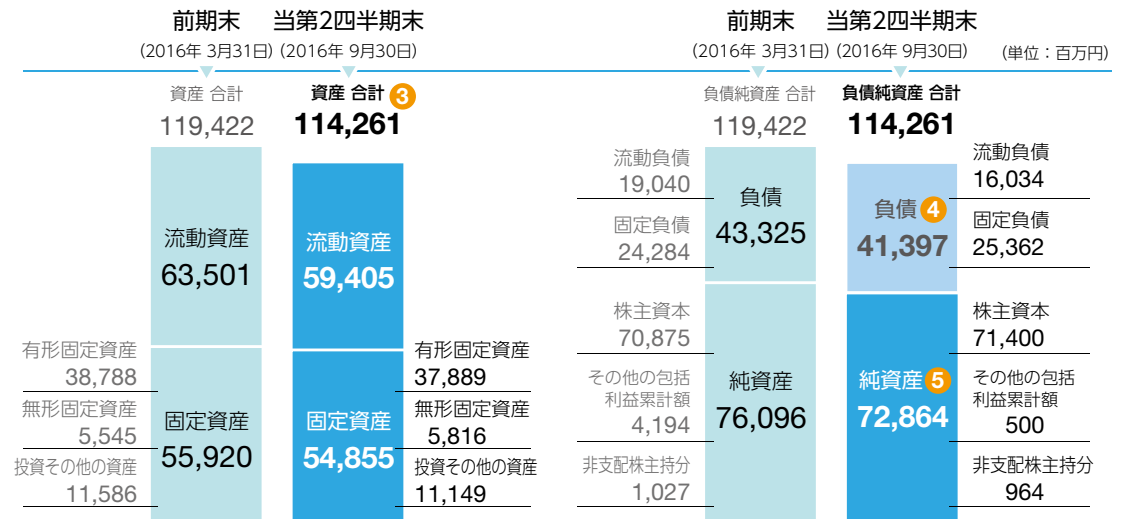 前期末 当第2四半期末
(2016年 3月31日) (2016年 9月30日)
資産 合計
119,422
資産 合計 3
114,261
流動資産
63,501
流動資産
59,405
有形固定資産
38,788
無形固定資産
5,545
投資その他の資産
11,586
固定資産
55,920
固定資産
54,855
有形固定資産
37,889
無形固定資産
5,816
投資その他の資産
11,149
前期末 当第2四半期末
(2016年 3月31日) (2016年 9月30日) (単位：百万円)
負債純資産 合計
119,422
負債純資産 合計
114,261
流動負債
19,040
固定負債
24,284
負債
43,325
負債 4
41,397
流動負債
16,034
固定負債
25,362
株主資本
70,875
その他の包括
利益累計額
4,194
非支配株主持分
1,027
純資産
76,096
純資産 5
72,864
株主資本
71,400
その他の包括
利益累計額
500
非支配株主持分
964